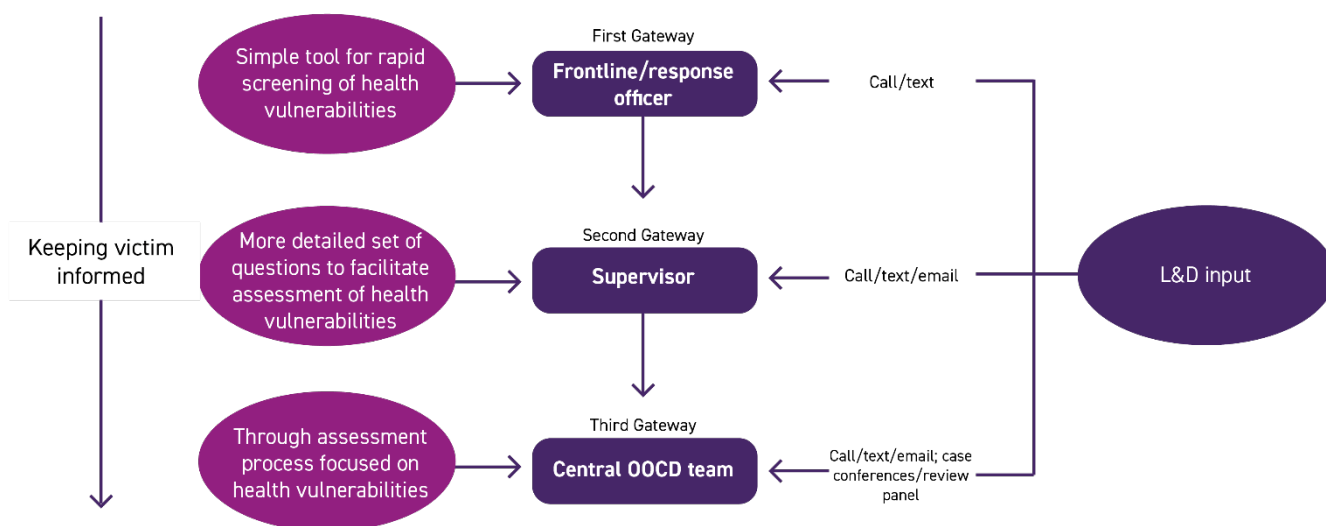 First Gateway
Simple tool for rapid
screening of health
vulnerabilities
Frontline/response
officer
Call/text
Keeping victim
informed
Second Gateway
More detailed set of
questions to facilitate
assessment of health
vulnerabilities
Supervisor
Call/text/email
L&D input
Third Gateway
Through assessment
process focused on
health vulnerabilities
Central OOCD team
Call/text/email; case
conferences/review
panel